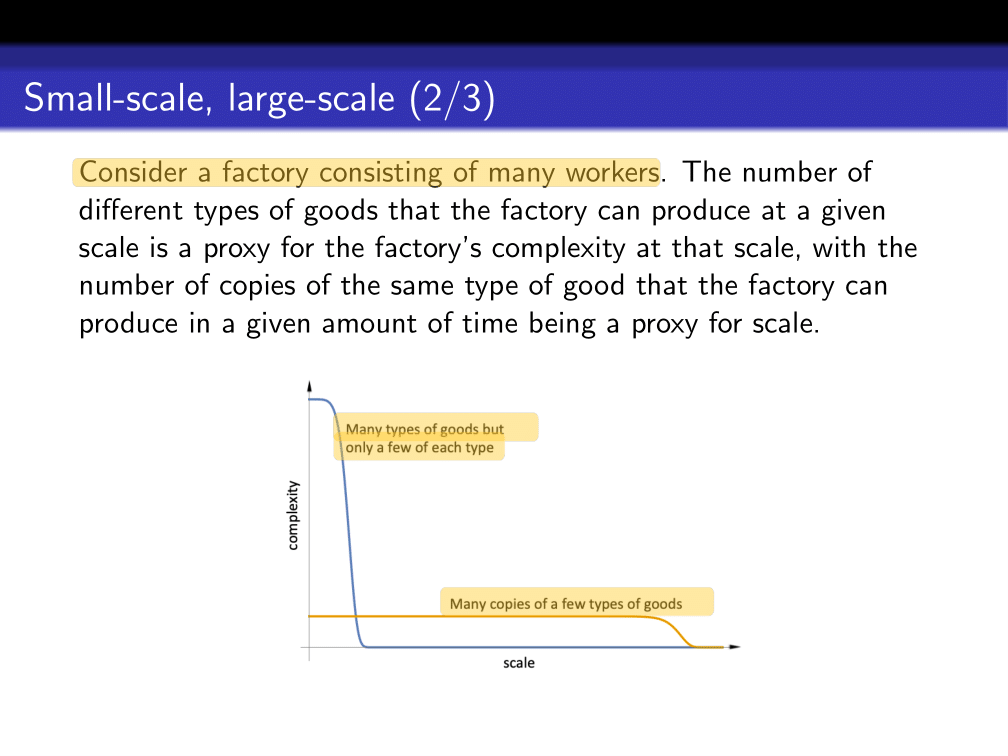 Small-scale, large-scale (2/3)
Consider a factory consisting of many workers. The number of
different types of goods that the factory can produce at a given
scale is a proxy for the factory's complexity at that scale, with the
number of copies of the same type of good that the factory can
produce in a given amount of time being a proxy for scale.
Many types of goods but
only a few of each type
complexity
Many copies of a few types of goods
scale